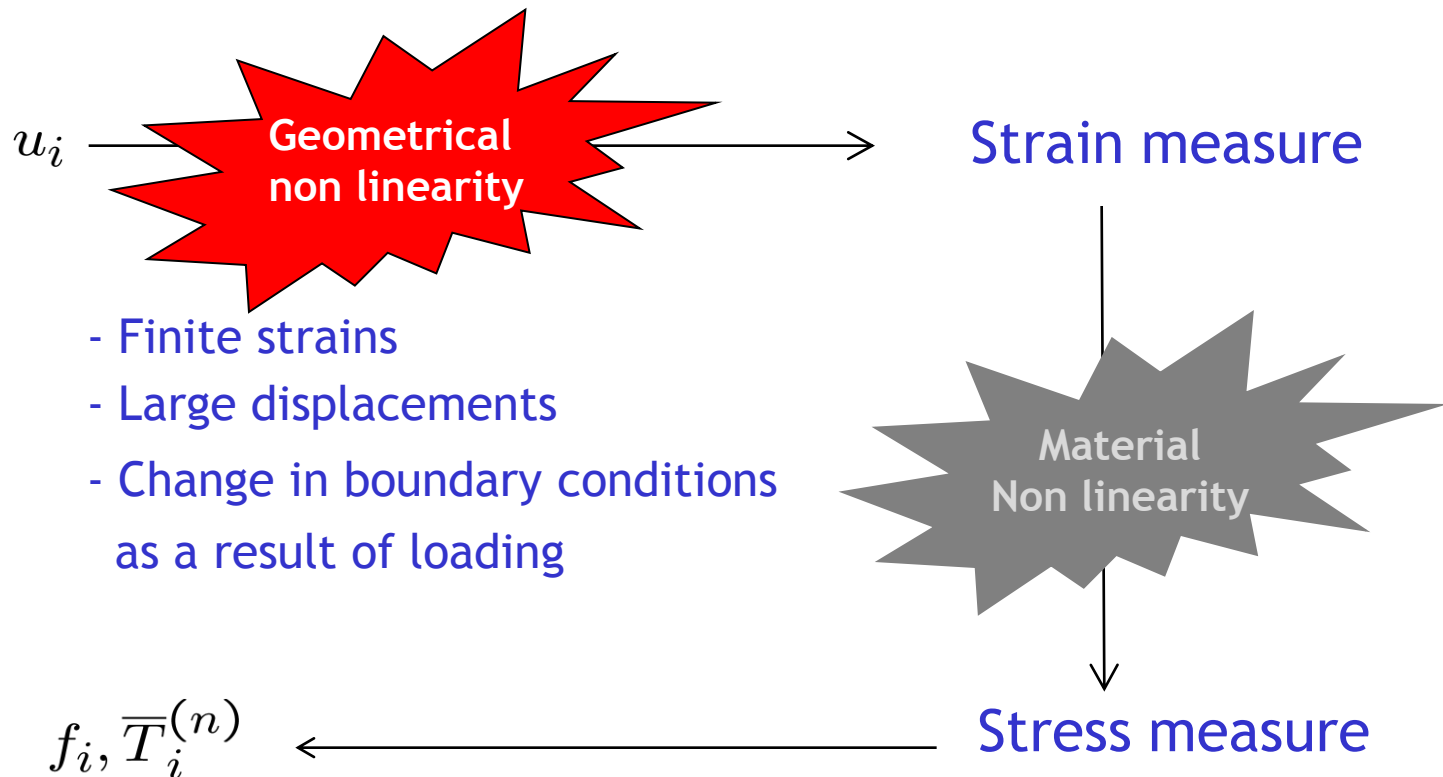 u_i
Geometrical
non linearity
Strain measure
- Finite strains
- Large displacements
- Change in boundary conditions
as a result of loading
Material
Non linearity
Stress measure
f_i, \overline{T}_i^{(n)}